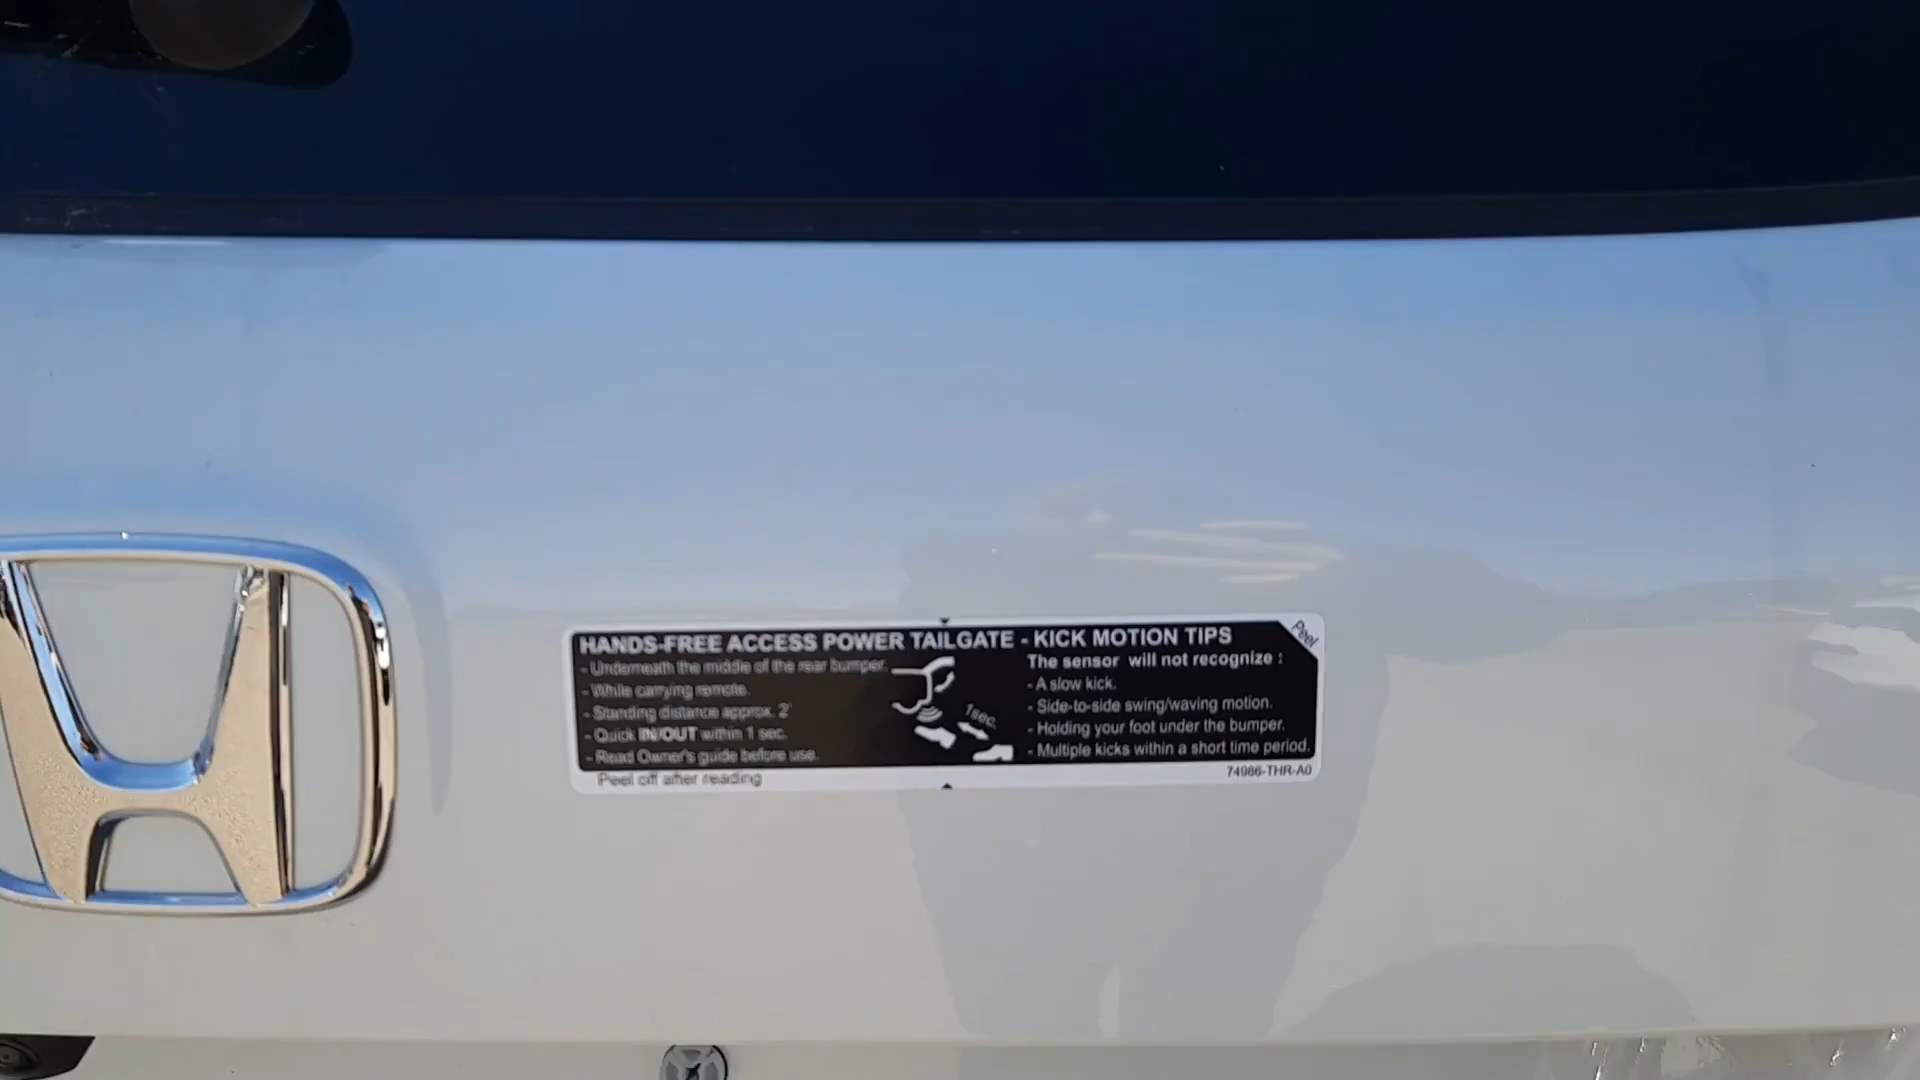 HANDS-FREE ACCESS POWER TAILGATE - KICK MOTION TIPS
- Underneath the middle of the rear bumper.
- While carrying remote.
- Standing distance approx. 2'
- Quick IN/OUT within 1 sec.
- Read Owner's guide before use.
1sec.
The sensor will not recognize :
- A slow kick.
- Side-to-side swing/waving motion.
- Holding your foot under the bumper.
- Multiple kicks within a short time period.
Peel
Peel off after reading
74986-THR-A0